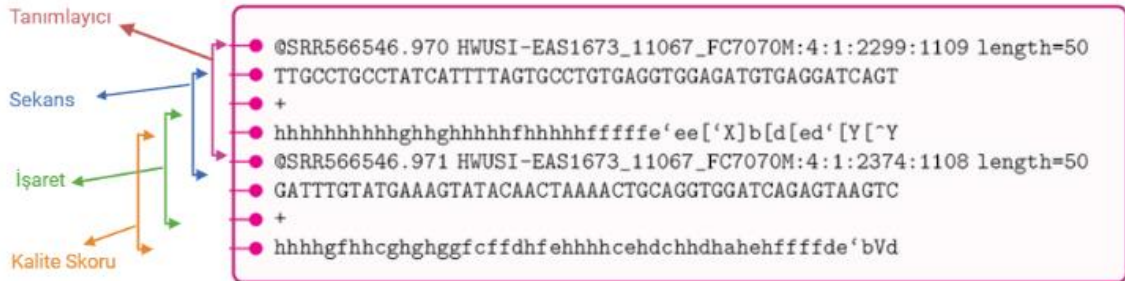 Tanımlayıcı
@SRR566546.970 HWUSI-EAS1673_11067_FC7070M:4:1:2299:1109 length=50
TTGCCTGCCTATCATTTTAGTGCCTGTGAGGTGGAGATGTGAGGATCAGT
Sekans
+
hhhhhhhhhhghhghhhhhfhhhhhfffffe‘ee[‘X]b[d[ed‘[Y[^Y
@SRR566546.971 HWUSI-EAS1673_11067_FC7070M:4:1:2374:1108 length=50
İşaret
GATTTGTATGAAAGTATACAACTAAAACTGCAGGTGGATCAGAGTAAGTC
+
hhhhgfhhcghghggfcffdhfehhhhcehdchhdhahehffffde‘bVd
Kalite Skoru